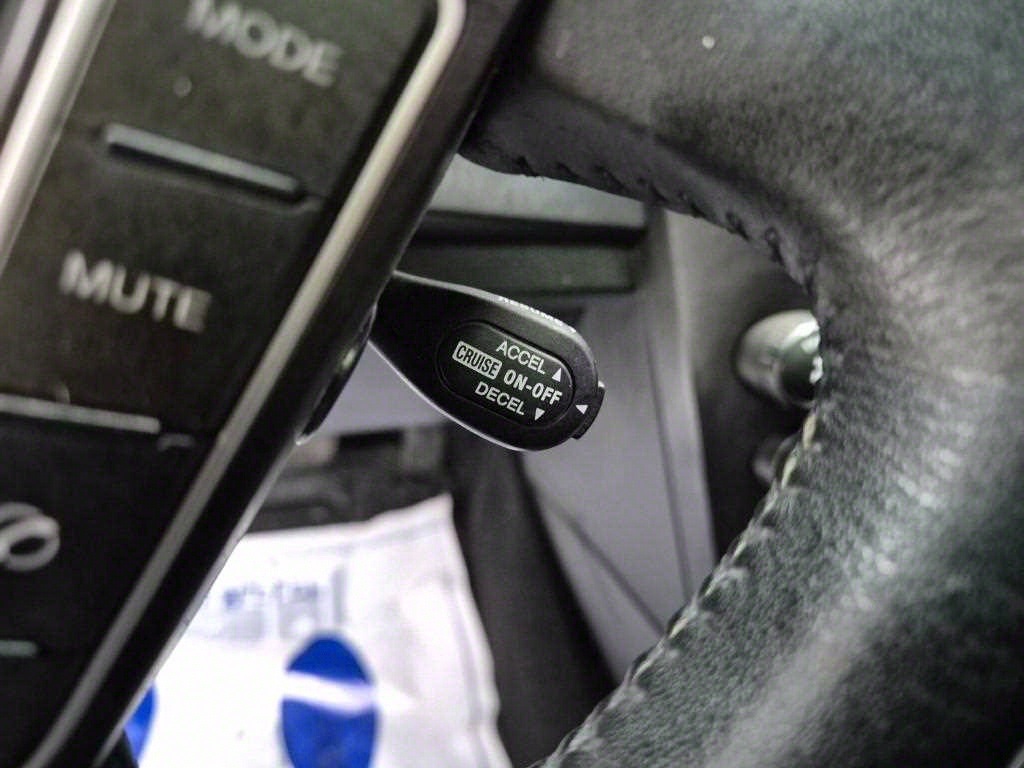 MODE
MUTE
ACCEL ▲
CRUISE ON-OFF
DECEL ▼